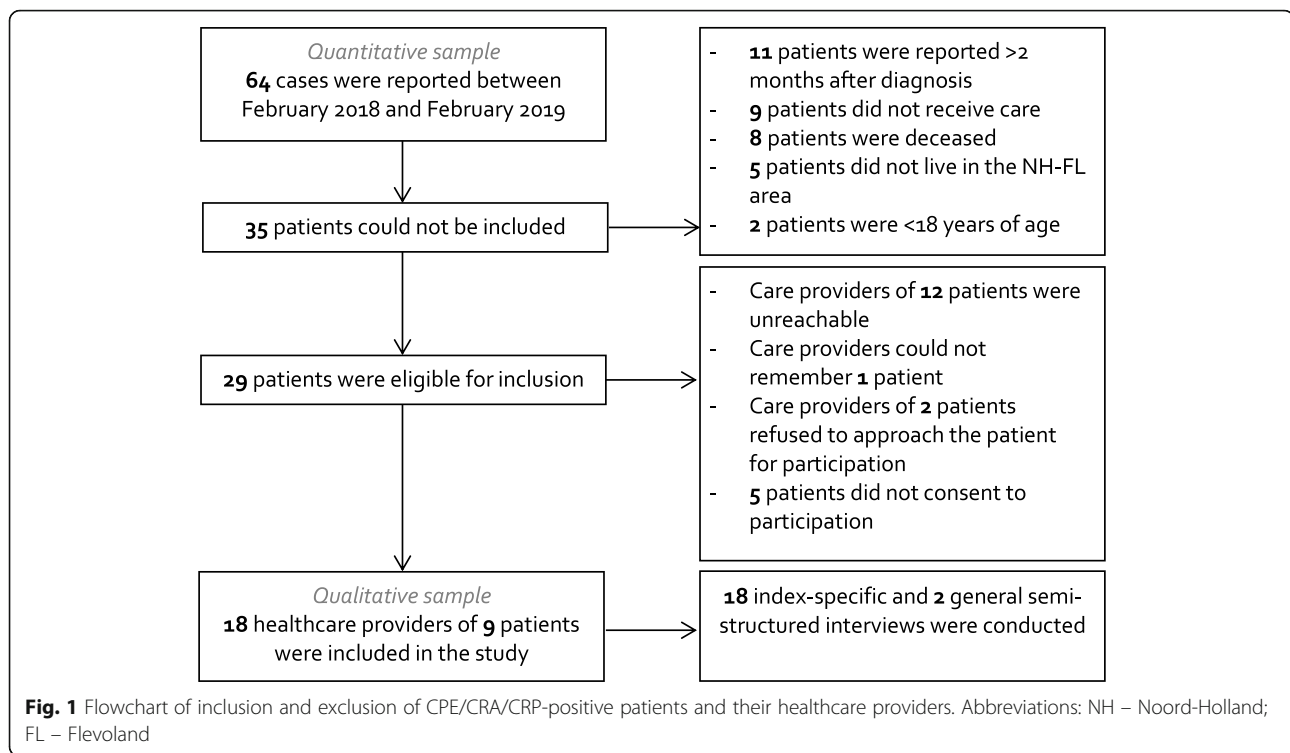 Quantitative sample
64 cases were reported between
February 2018 and February 2019
- 11 patients were reported >2
months after diagnosis
- 9 patients did not receive care
- 8 patients were deceased
- 5 patients did not live in the NH-FL
area
- 2 patients were <18 years of age
35 patients could not be included
- Care providers of 12 patients were
unreachable
- Care providers could not
remember 1 patient
- Care providers of 2 patients
refused to approach the patient
for participation
- 5 patients did not consent to
participation
29 patients were eligible for inclusion
Qualitative sample
18 healthcare providers of 9 patients
were included in the study
18 index-specific and 2 general semi-
structured interviews were conducted
Fig. 1 Flowchart of inclusion and exclusion of CPE/CRA/CRP-positive patients and their healthcare providers. Abbreviations: NH – Noord-Holland;
FL – Flevoland